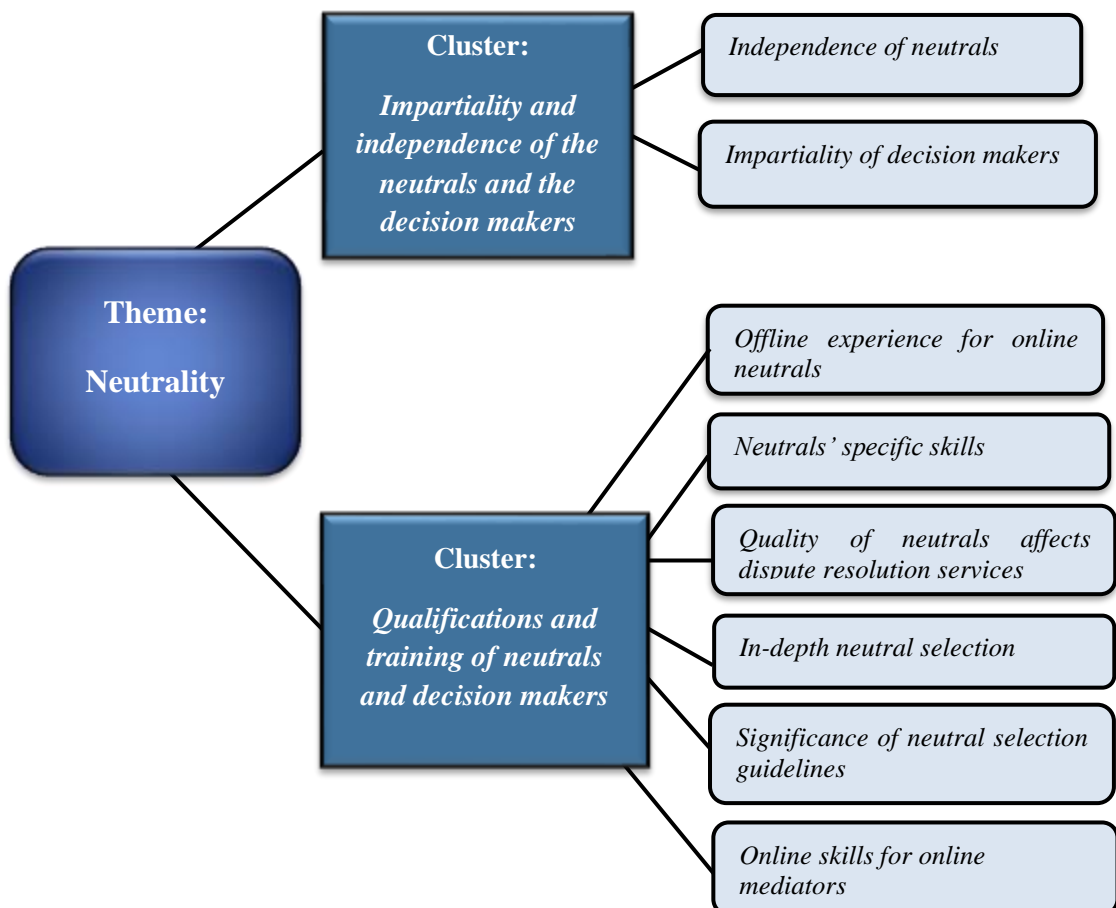 Theme:
Neutrality
Cluster:
Impartiality and
independence of the
neutrals and the
decision makers
Independence of neutrals
Impartiality of decision makers
Cluster:
Qualifications and
training of neutrals
and decision makers
Offline experience for online
neutrals
Neutrals’ specific skills
Quality of neutrals affects
dispute resolution services
In-depth neutral selection
Significance of neutral selection
guidelines
Online skills for online
mediators